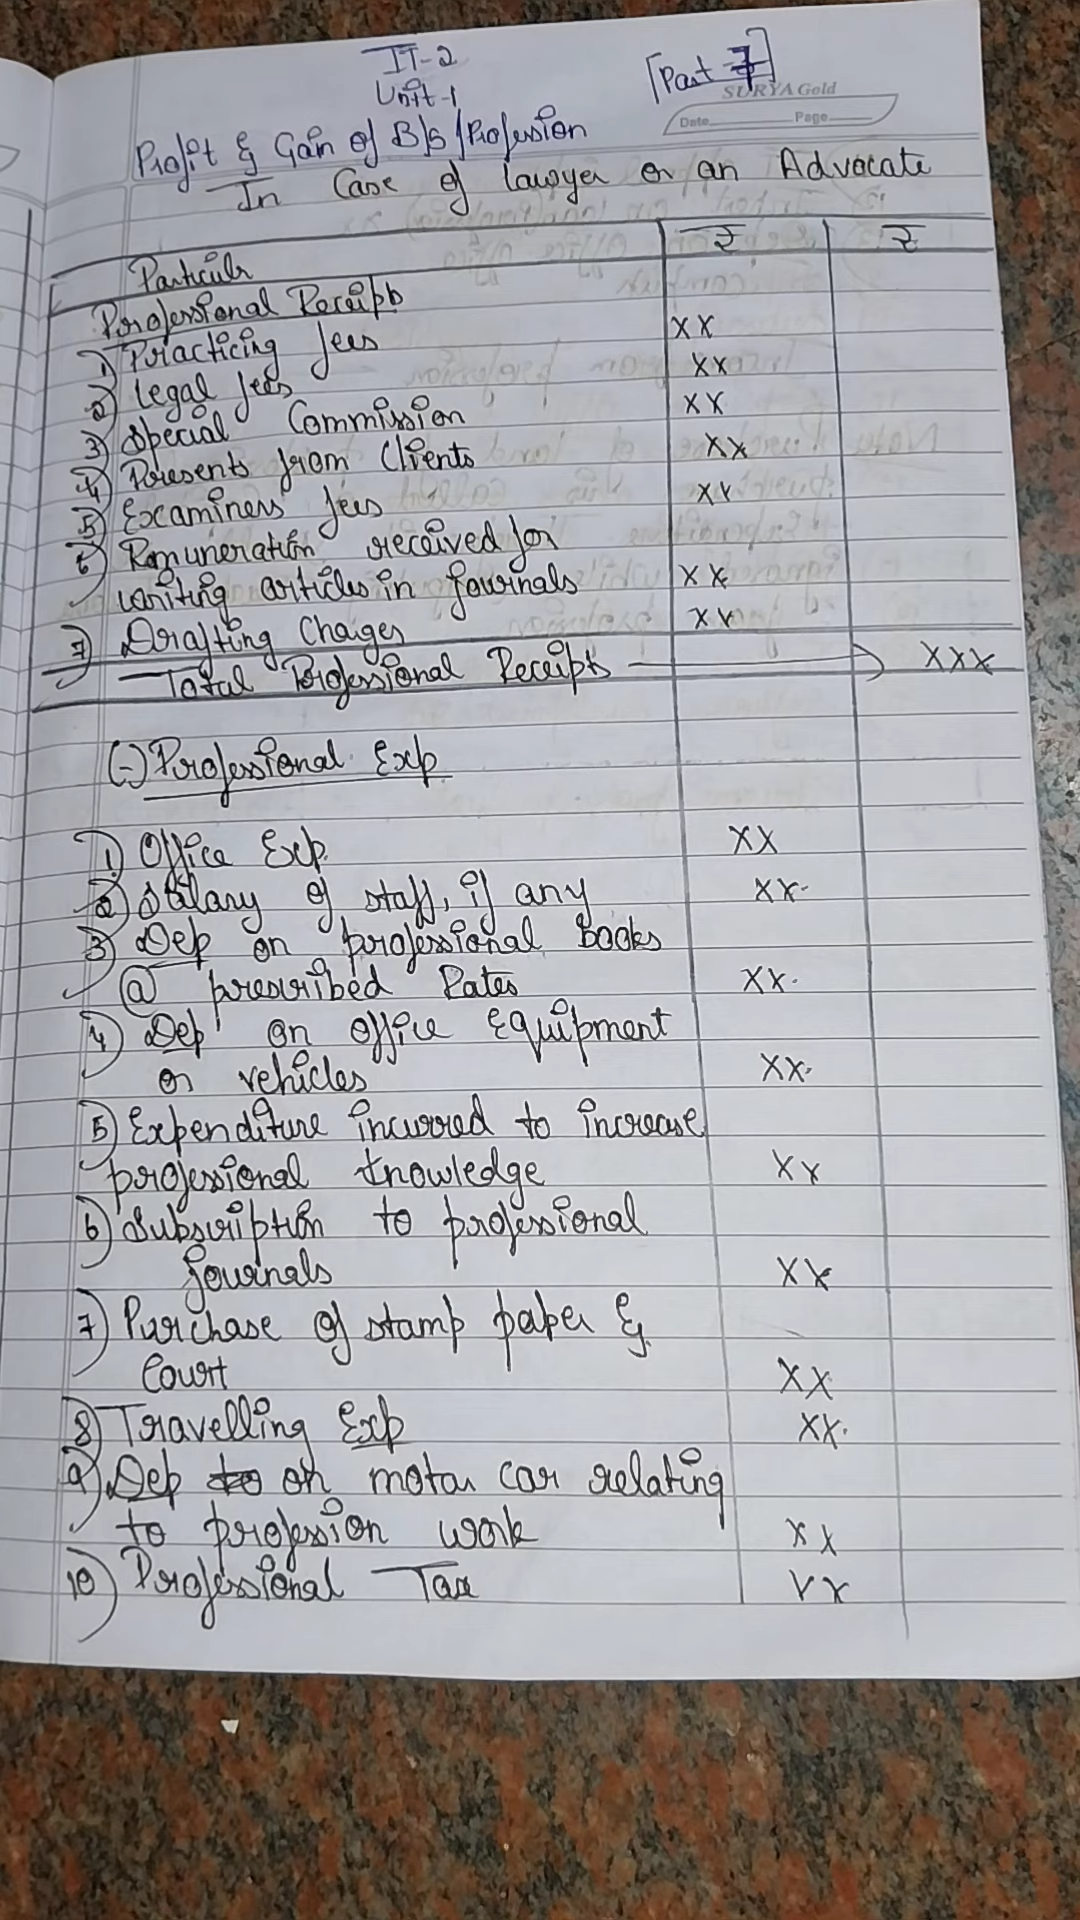 IT-2
Unit-1
[Part-7]
SURYA Gold
Date Page
Profit & Gain of B/S/Profession
In Case of lawyer or an Advocate
Particulr ₹ ₹
Professional Receipts
1) Practicing fees XX
2) legal fees XX
3) Special Commission XX
4) Presents from Clients XX
5) Examiners fees XX
6) Remuneration received for
writing articles in journals XX
7) Drafting Charges XX
Total Professional Receipts → XXX
(-) Professional Exp
1) Office Exp. XX
2) Salary of staff, if any XX
3) Dep on professional books
@ prescribed Rates XX
4) Dep on office Equipment
or vehicles XX
5) Expenditure incurred to increase
professional knowledge XX
6) Subscription to professional
journals XX
7) Purchase of stamp paper &
Court XX
8) Travelling Exp XX
9) Dep on motor car relating
to profession work XX
10) Professional Tax XX